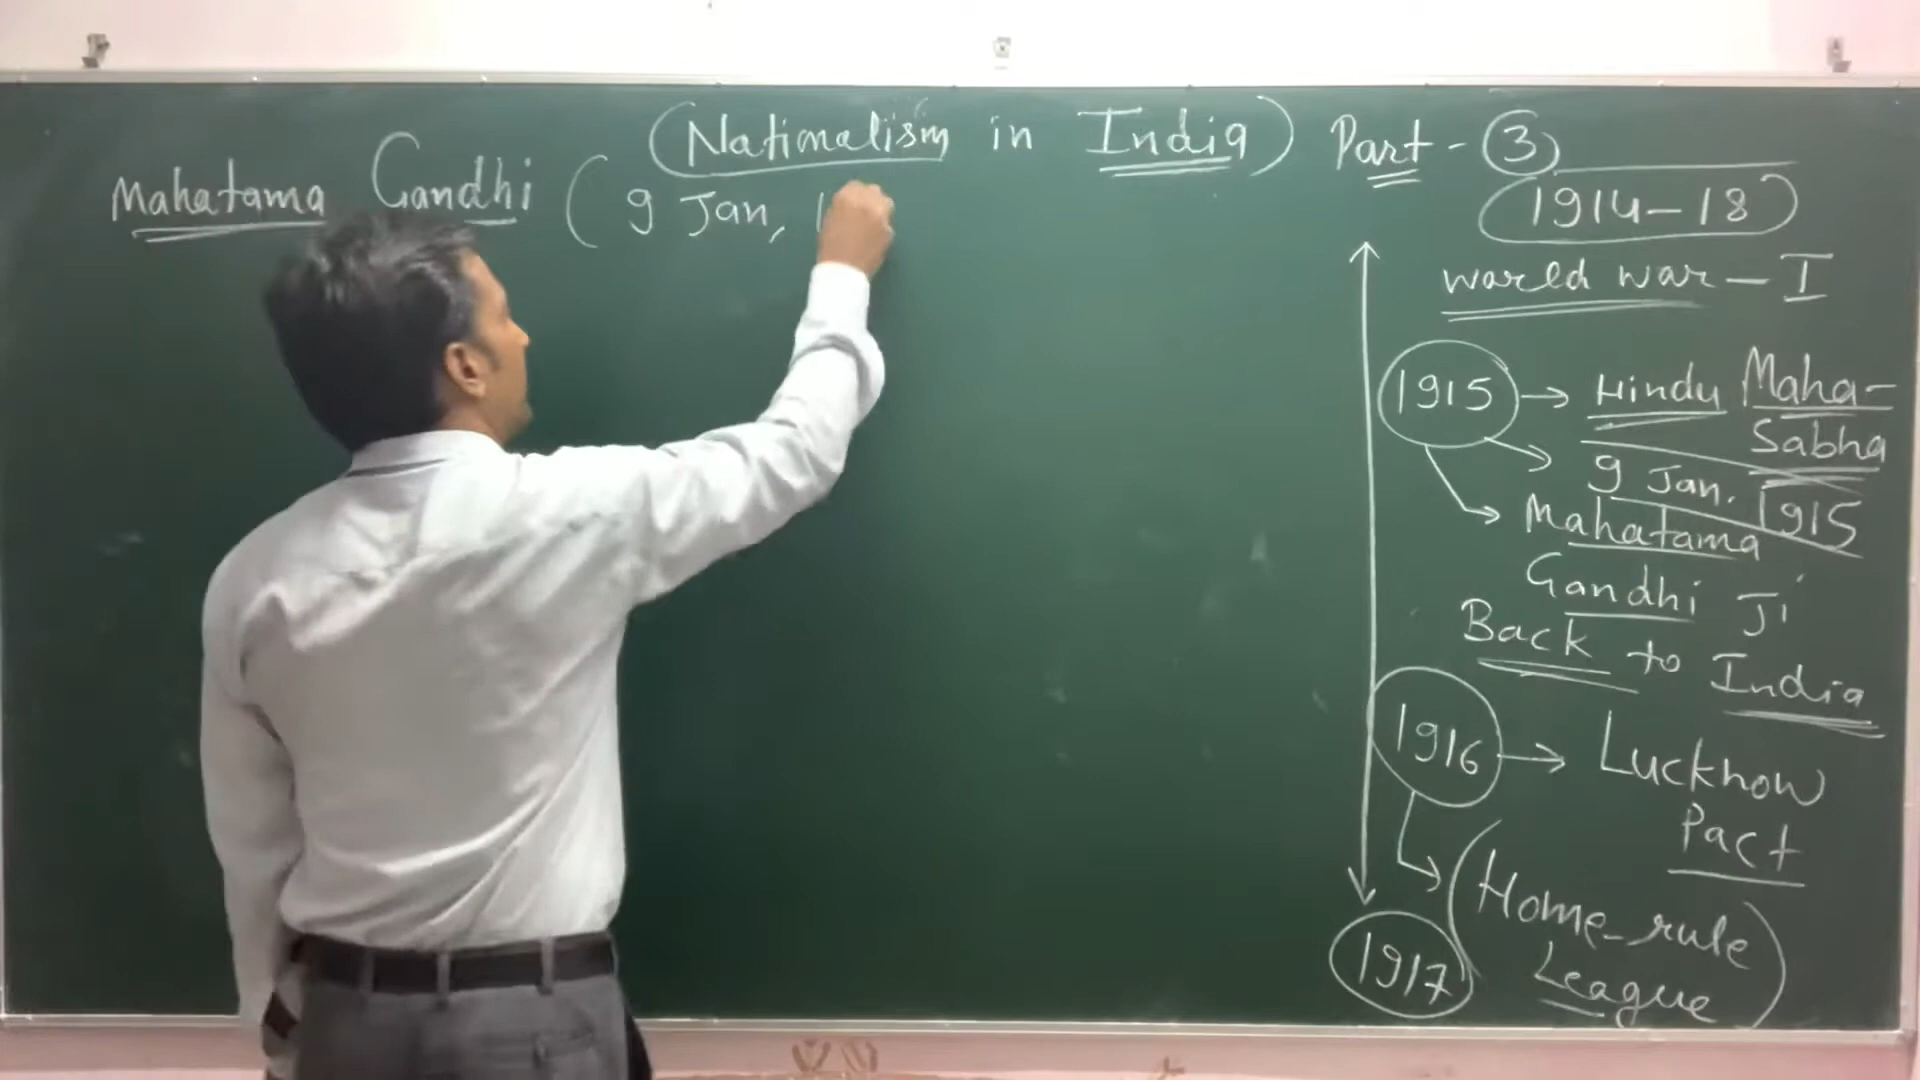 (Nationalism in India) Part - 3
Mahatama Gandhi ( 9 Jan, 1
1914-18
world war - I
1915 → Hindu Maha-
Sabha
9 Jan. 1915
Mahatama
Gandhi Ji
Back to India
1916 → Lucknow
Pact
(Home-rule
League)
1917